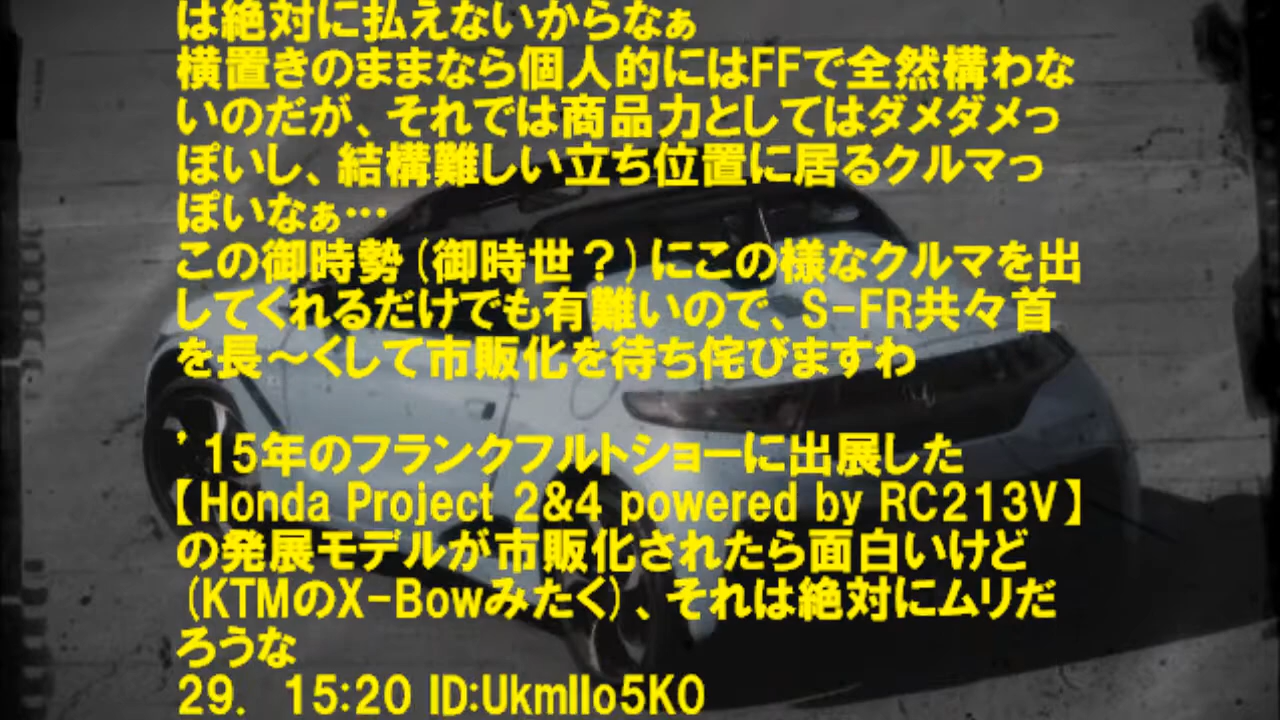 は絶対に払えないからなぁ
横置きのままなら個人的にはFFで全然構わな
いのだが、それでは商品力としてはダメダメっ
ぽいし、結構難しい立ち位置に居るクルマっ
ぽいなぁ…
この御時勢(御時世？)にこの様なクルマを出
してくれるだけでも有難いので、S-FR共々首
を長～くして市販化を待ち侘びますわ
’15年のフランクフルトショーに出展した
【Honda Project 2&4 powered by RC213V】
の発展モデルが市販化されたら面白いけど
(KTMのX-Bowみたく)、それは絶対にムリだ
ろうな
29. 15:20 ID:UkmIIo5K0